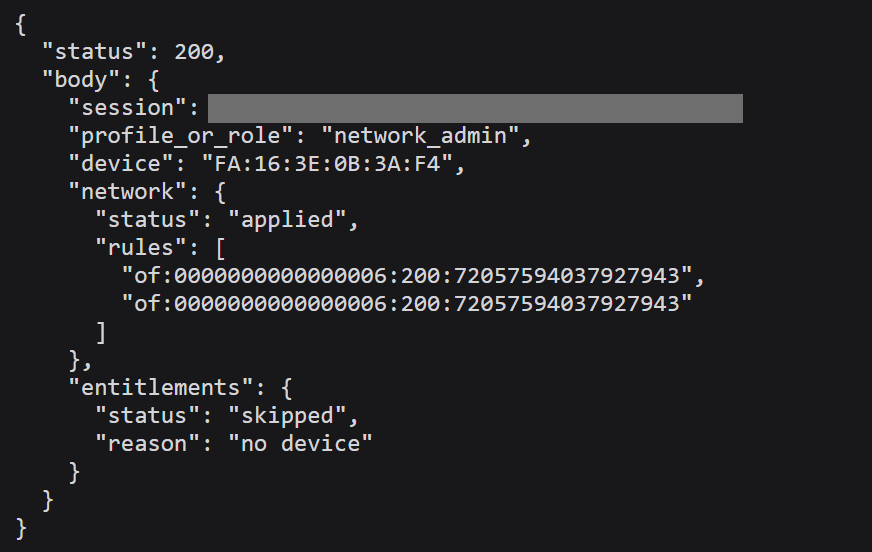 {
  "status": 200,
  "body": {
    "session":
    "profile_or_role": "network_admin",
    "device": "FA:16:3E:0B:3A:F4",
    "network": {
      "status": "applied",
      "rules": [
        "of:0000000000000006:200:72057594037927943",
        "of:0000000000000006:200:72057594037927943"
      ]
    },
    "entitlements": {
      "status": "skipped",
      "reason": "no device"
    }
  }
}